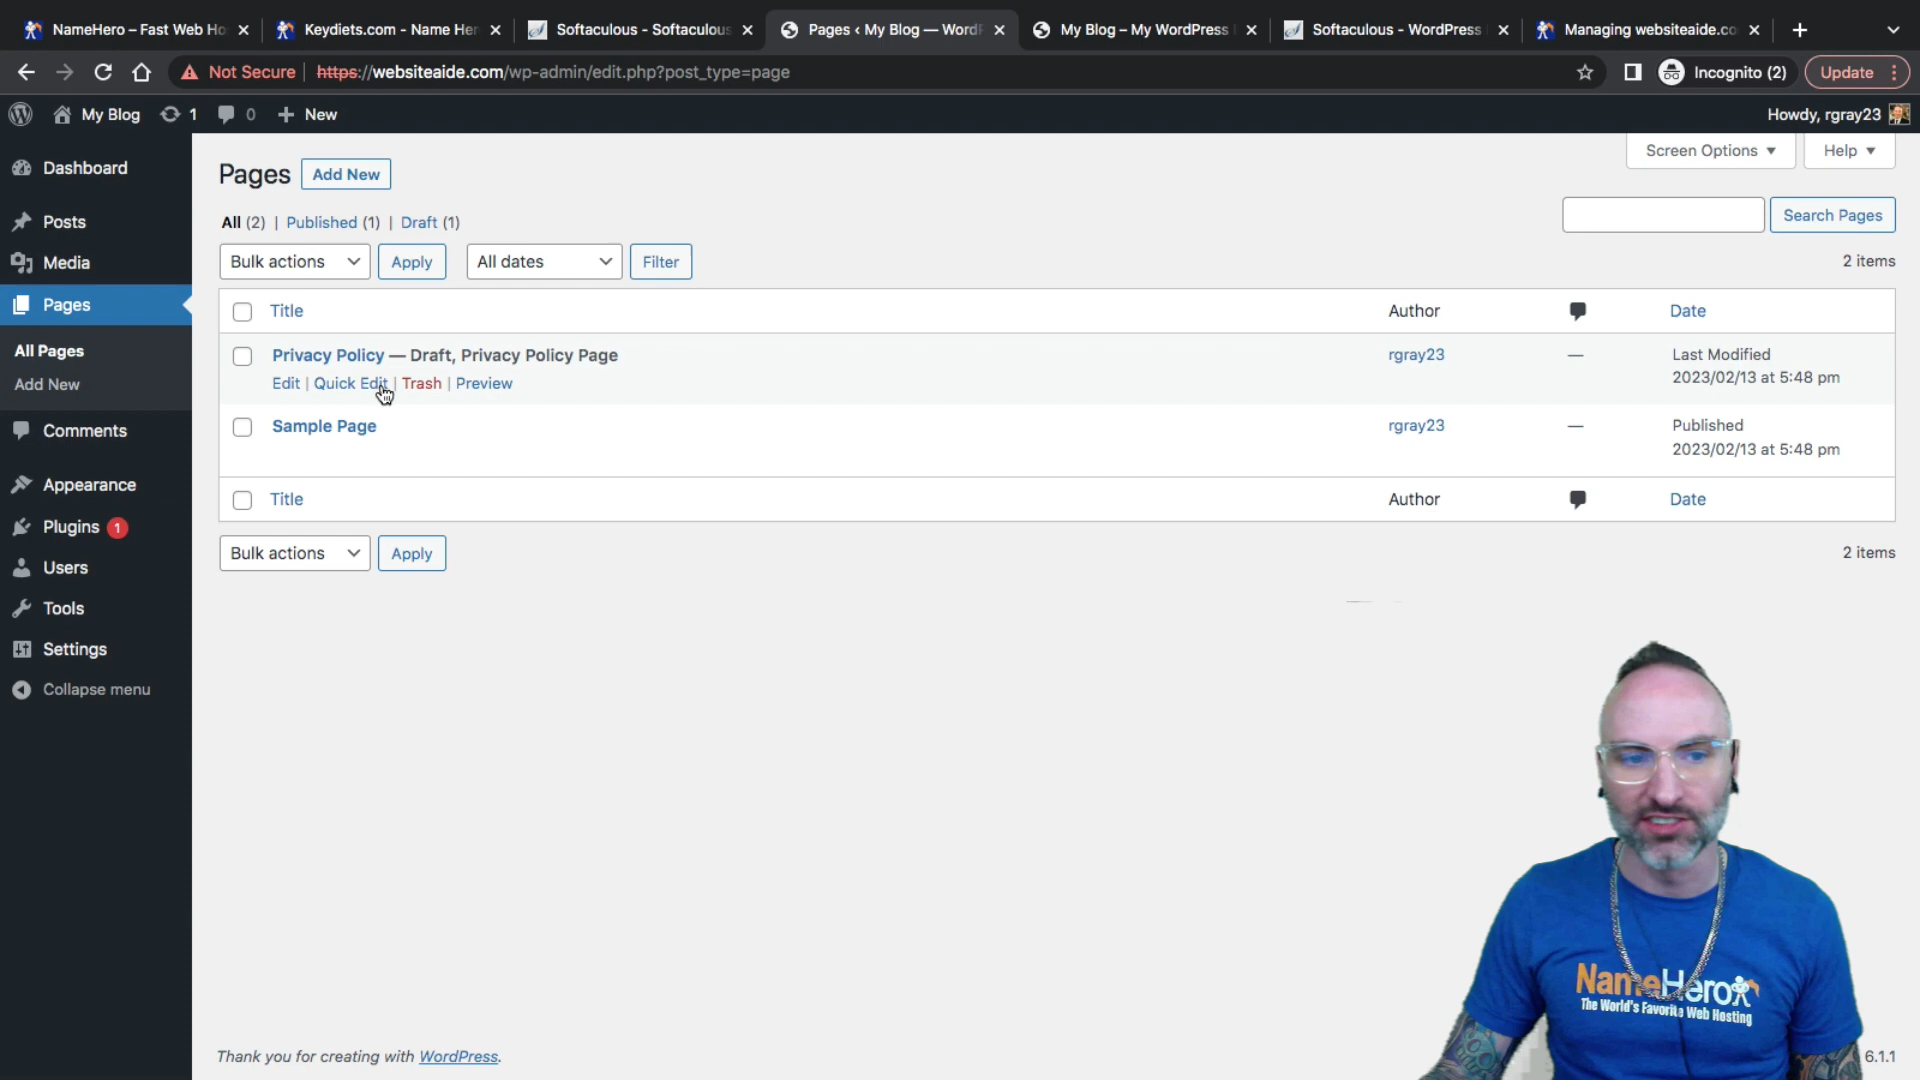 NameHero – Fast Web Ho
Keydiets.com - Name Her
Softaculous - Softaculous
Pages ‹ My Blog — WordP
My Blog – My WordPress
Softaculous - WordPress
Managing websiteaide.co
Not Secure
https://websiteaide.com/wp-admin/edit.php?post_type=page
Incognito (2)
Update
My Blog
1
0
New
Howdy, rgray23
Dashboard
Posts
Media
Pages
All Pages
Add New
Comments
Appearance
Plugins 1
Users
Tools
Settings
Collapse menu
Screen Options ▼
Help ▼
Pages Add New
All (2) | Published (1) | Draft (1)
Search Pages
Bulk actions Apply All dates Filter
2 items
Title Author Date
Privacy Policy — Draft, Privacy Policy Page rgray23 — Last Modified
2023/02/13 at 5:48 pm
Edit | Quick Edit | Trash | Preview
Sample Page rgray23 — Published
2023/02/13 at 5:48 pm
Title Author Date
Bulk actions Apply
2 items
NameHero
The World's Favorite Web Hosting
Thank you for creating with WordPress.
6.1.1